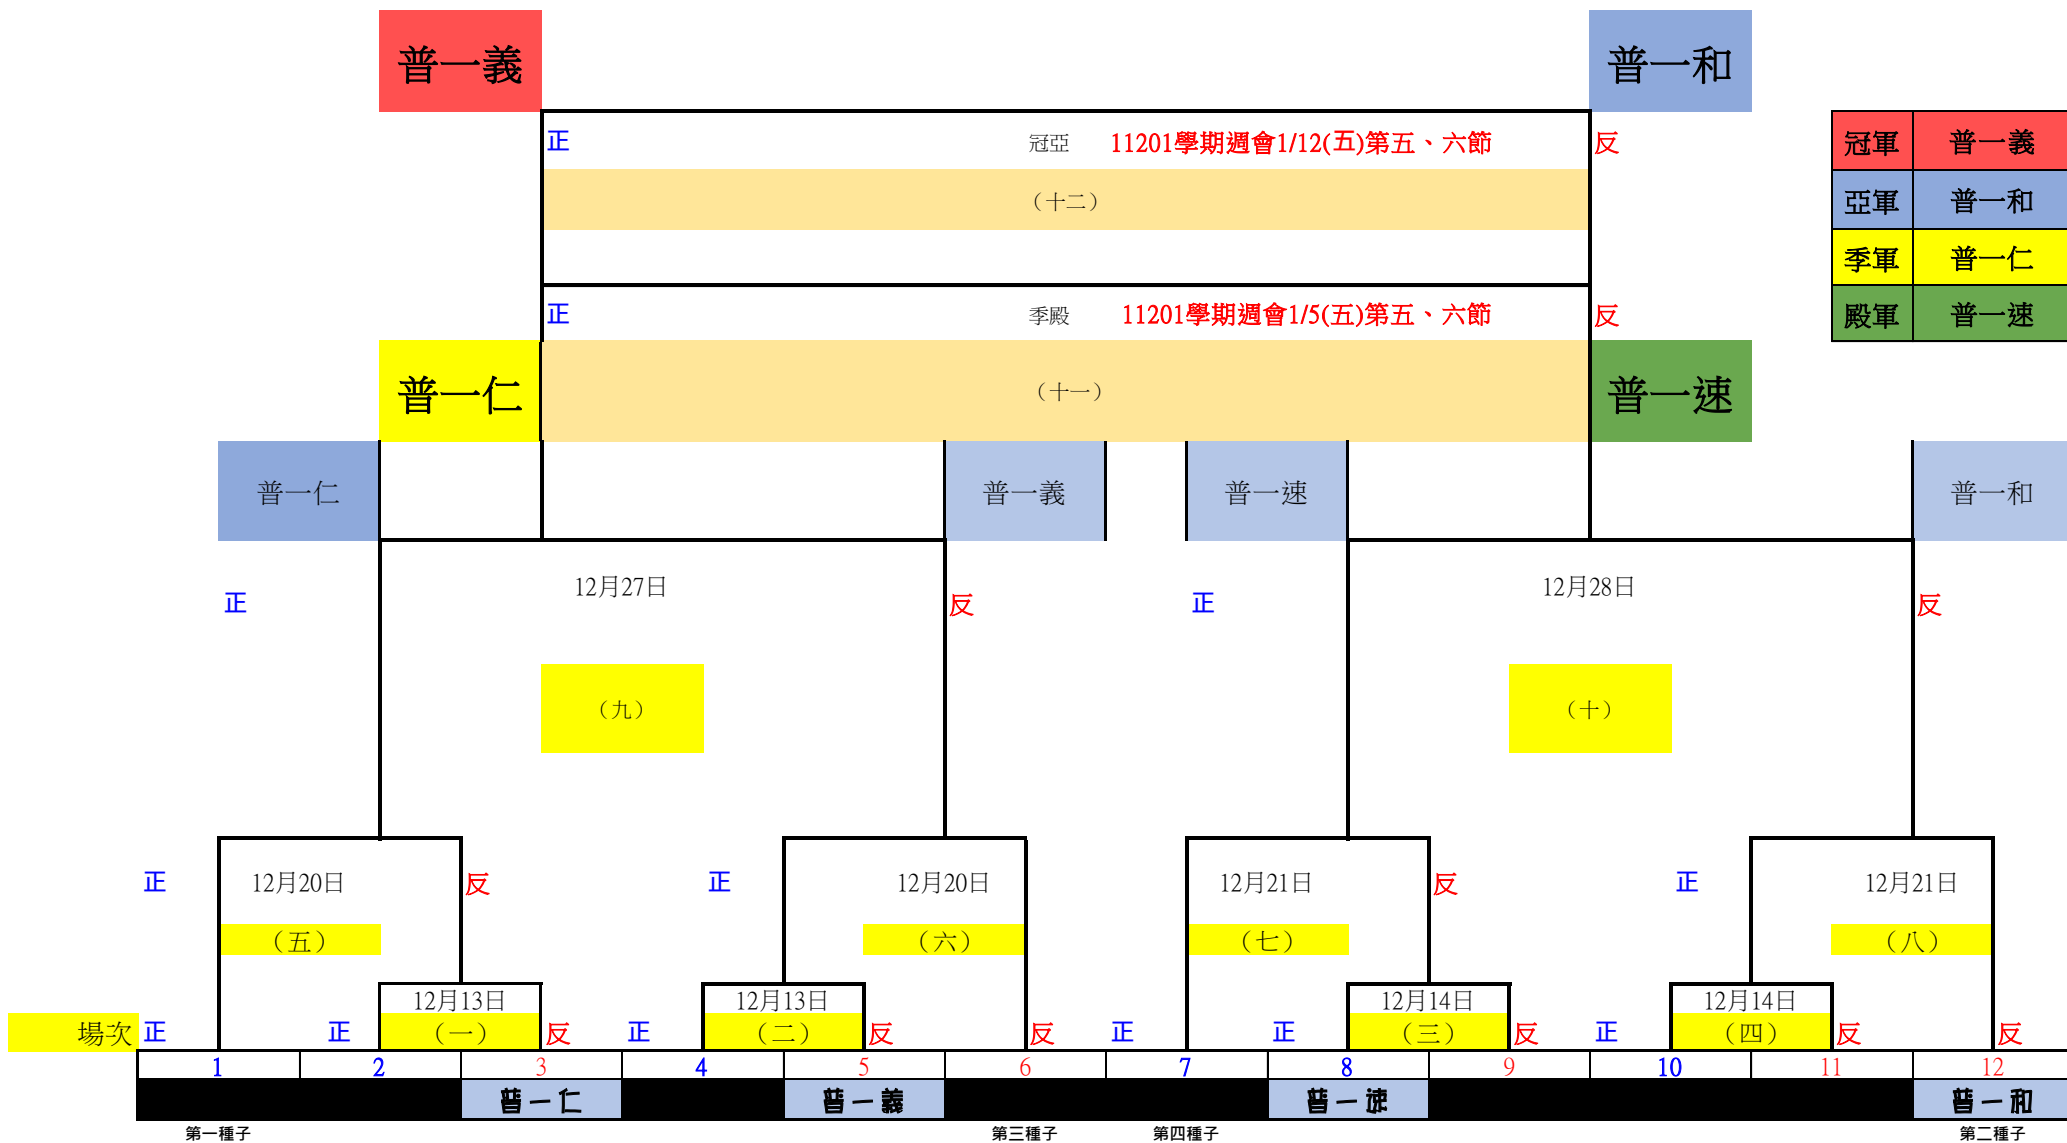 普一義 普一和
正 冠亞 11201學期週會1/12(五)第五、六節 反 冠軍 普一義
（十二） 亞軍 普一和
季軍 普一仁
正 季殿 11201學期週會1/5(五)第五、六節 反 殿軍 普一速
普一仁 （十一） 普一速
普一仁 普一義 普一速 普一和
12月27日 12月28日
正 反 正 反
（九） （十）
正 12月20日 反 正 12月20日 12月21日 反 正 12月21日
（五） （六） （七） （八）
12月13日 12月13日 12月14日 12月14日
場次 正 正 （一） 反 正 （二） 反 反 正 正 （三） 反 正 （四） 反 反
1 2 3 4 5 6 7 8 9 10 11 12
普一仁 普一義 普一速 普一和
第一種子 第三種子 第四種子 第二種子